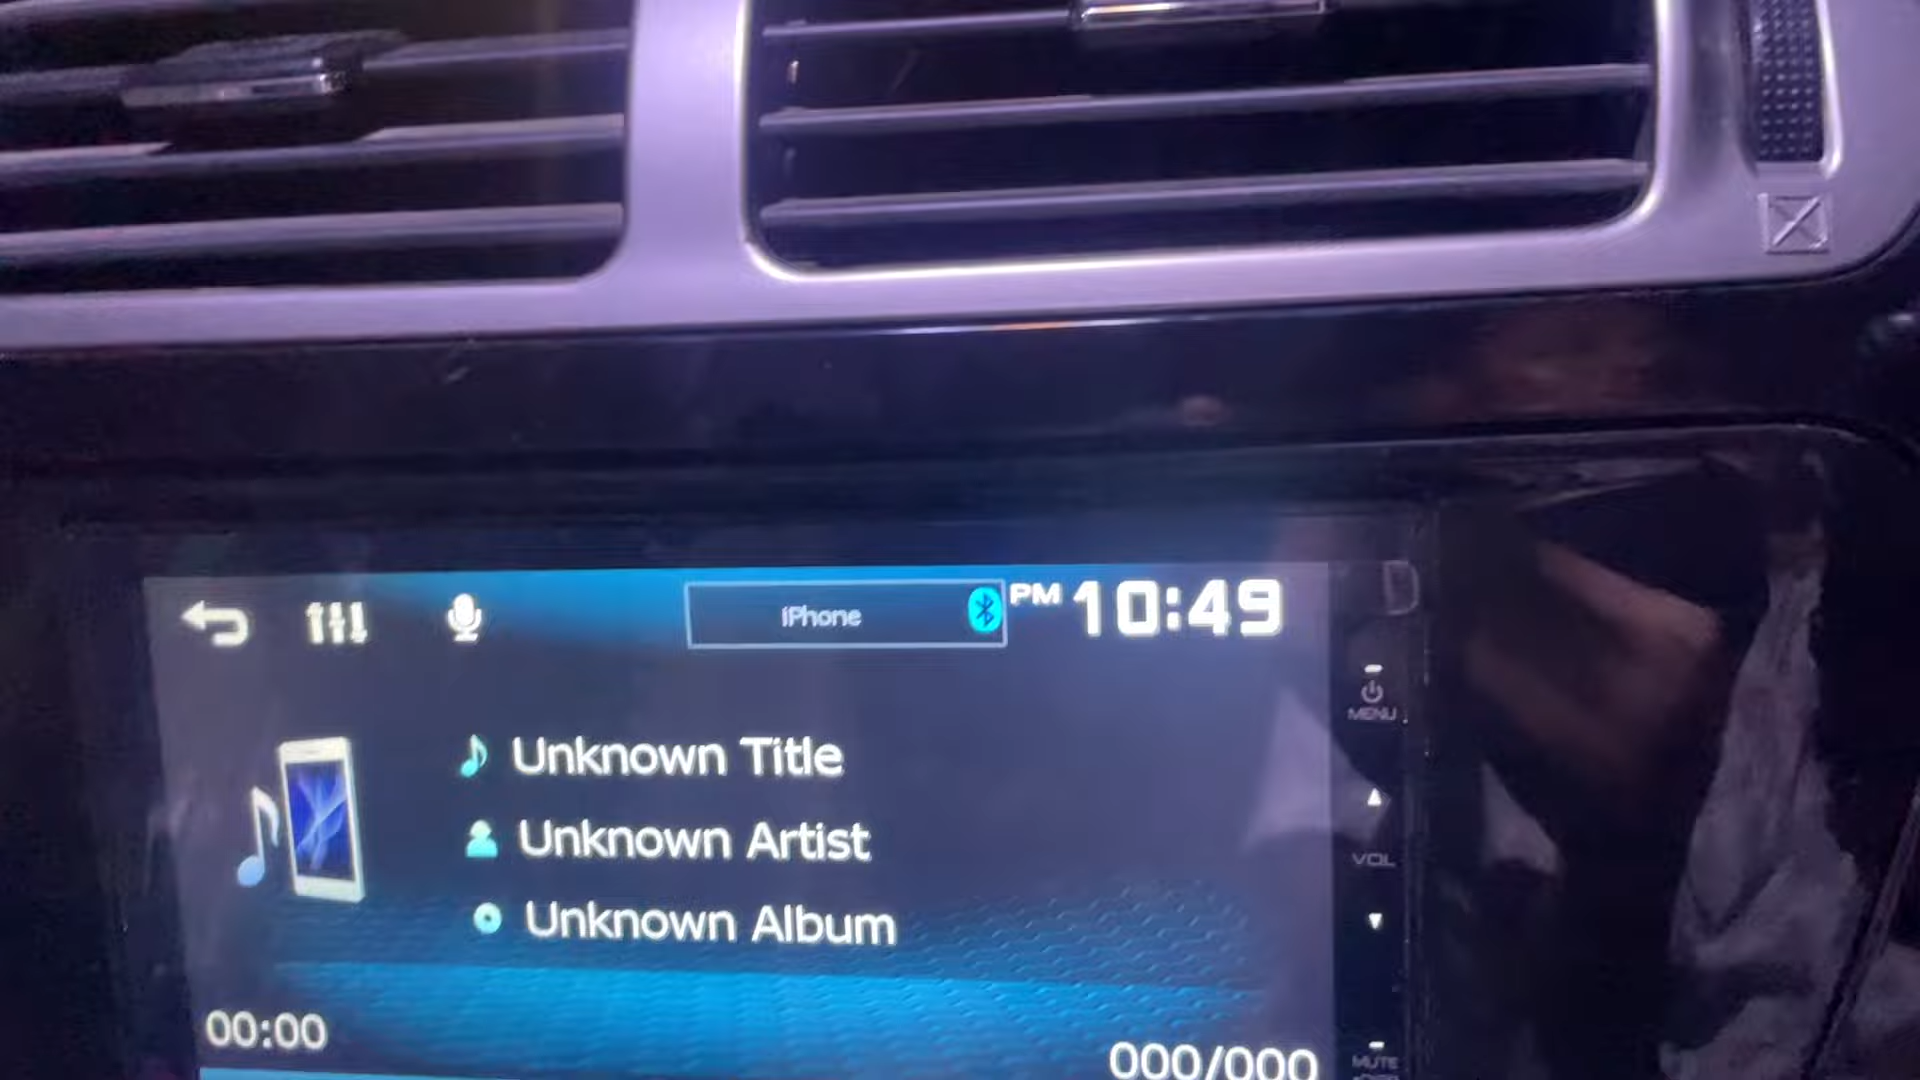 iPhone
PM 10:49
MENU
Unknown Title
Unknown Artist
VOL
Unknown Album
00:00
000/000
MUTE